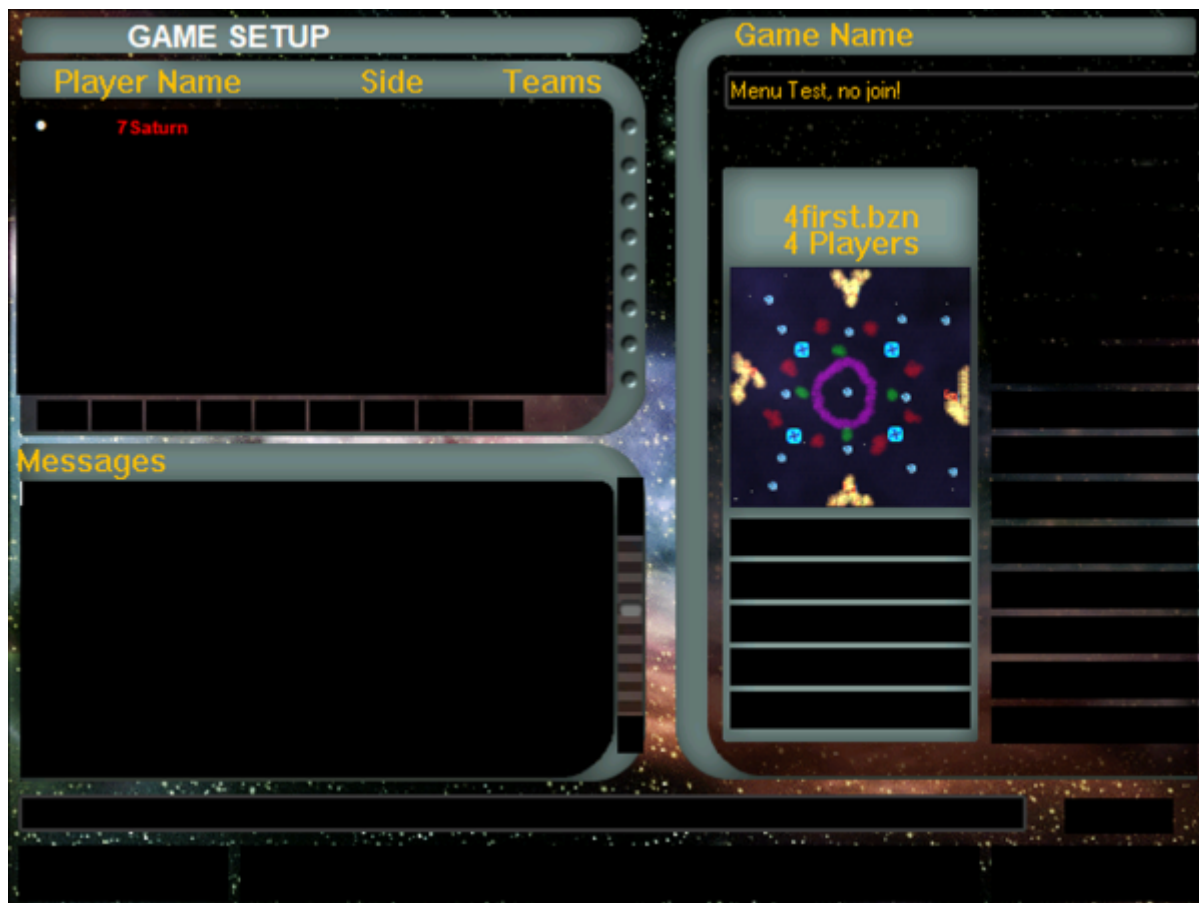 GAME SETUP
Player Name Side Teams
7Saturn
Messages
Game Name
Menu Test, no join!
4first.bzn
4 Players